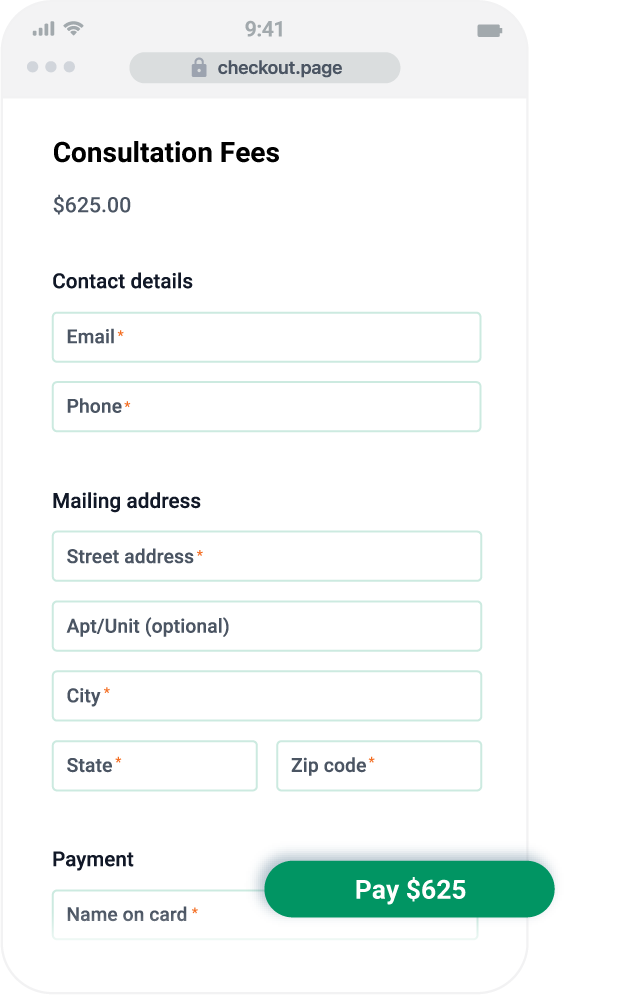 9:41
checkout.page
Consultation Fees
$625.00
Contact details
Email*
Phone*
Mailing address
Street address*
Apt/Unit (optional)
City*
State* Zip code*
Payment
Pay $625
Name on card *